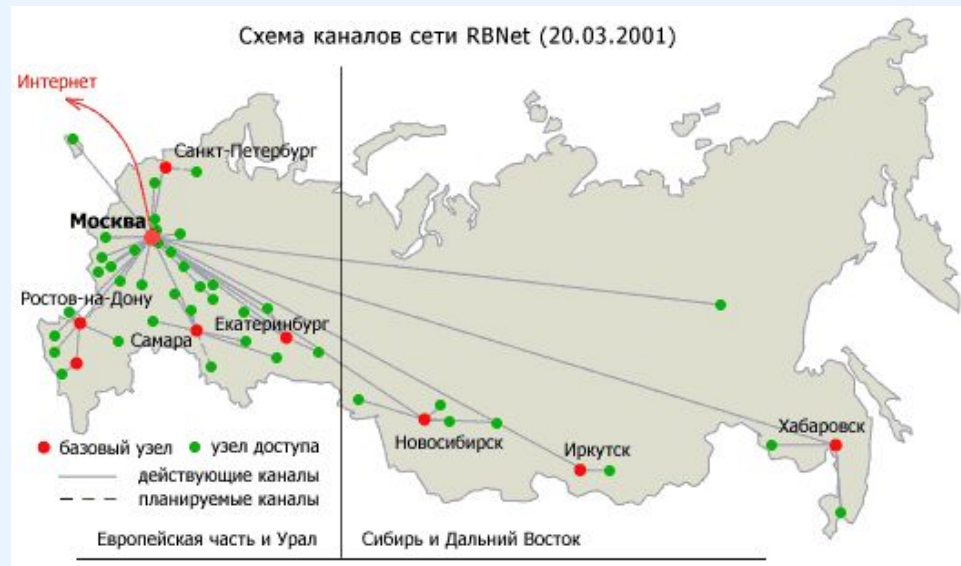 Схема каналов сети RBNet (20.03.2001)
Интернет
Санкт-Петербург
Москва
Ростов-на-Дону
Самара
Екатеринбург
Новосибирск
Иркутск
Хабаровск
базовый узел
узел доступа
действующие каналы
планируемые каналы
Европейская часть и Урал
Сибирь и Дальний Восток